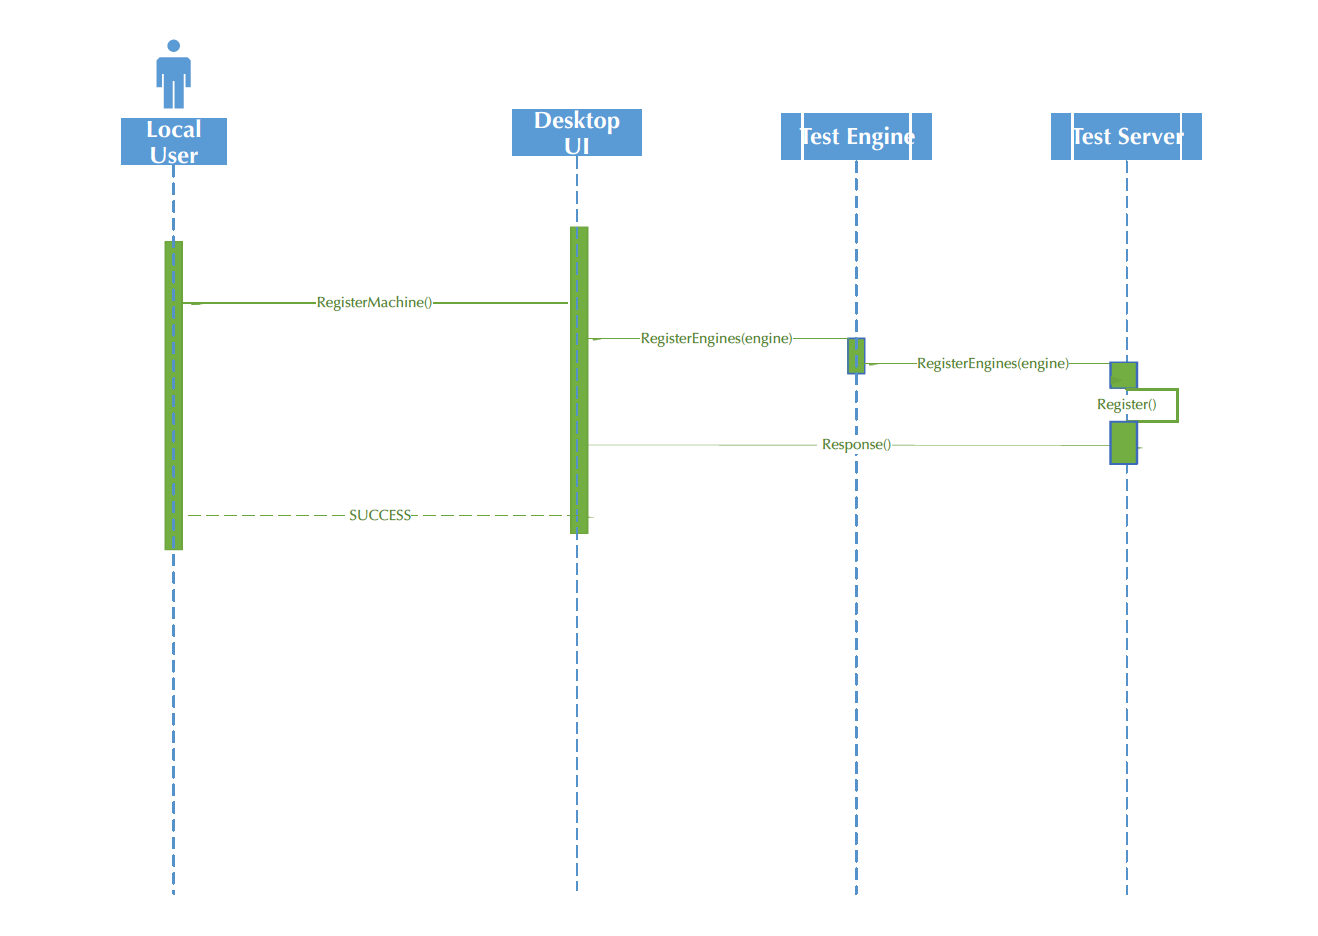 Local
User
Desktop
UI
Test Engine
Test Server
RegisterMachine()
RegisterEngines(engine)
RegisterEngines(engine)
Register()
Response()
SUCCESS